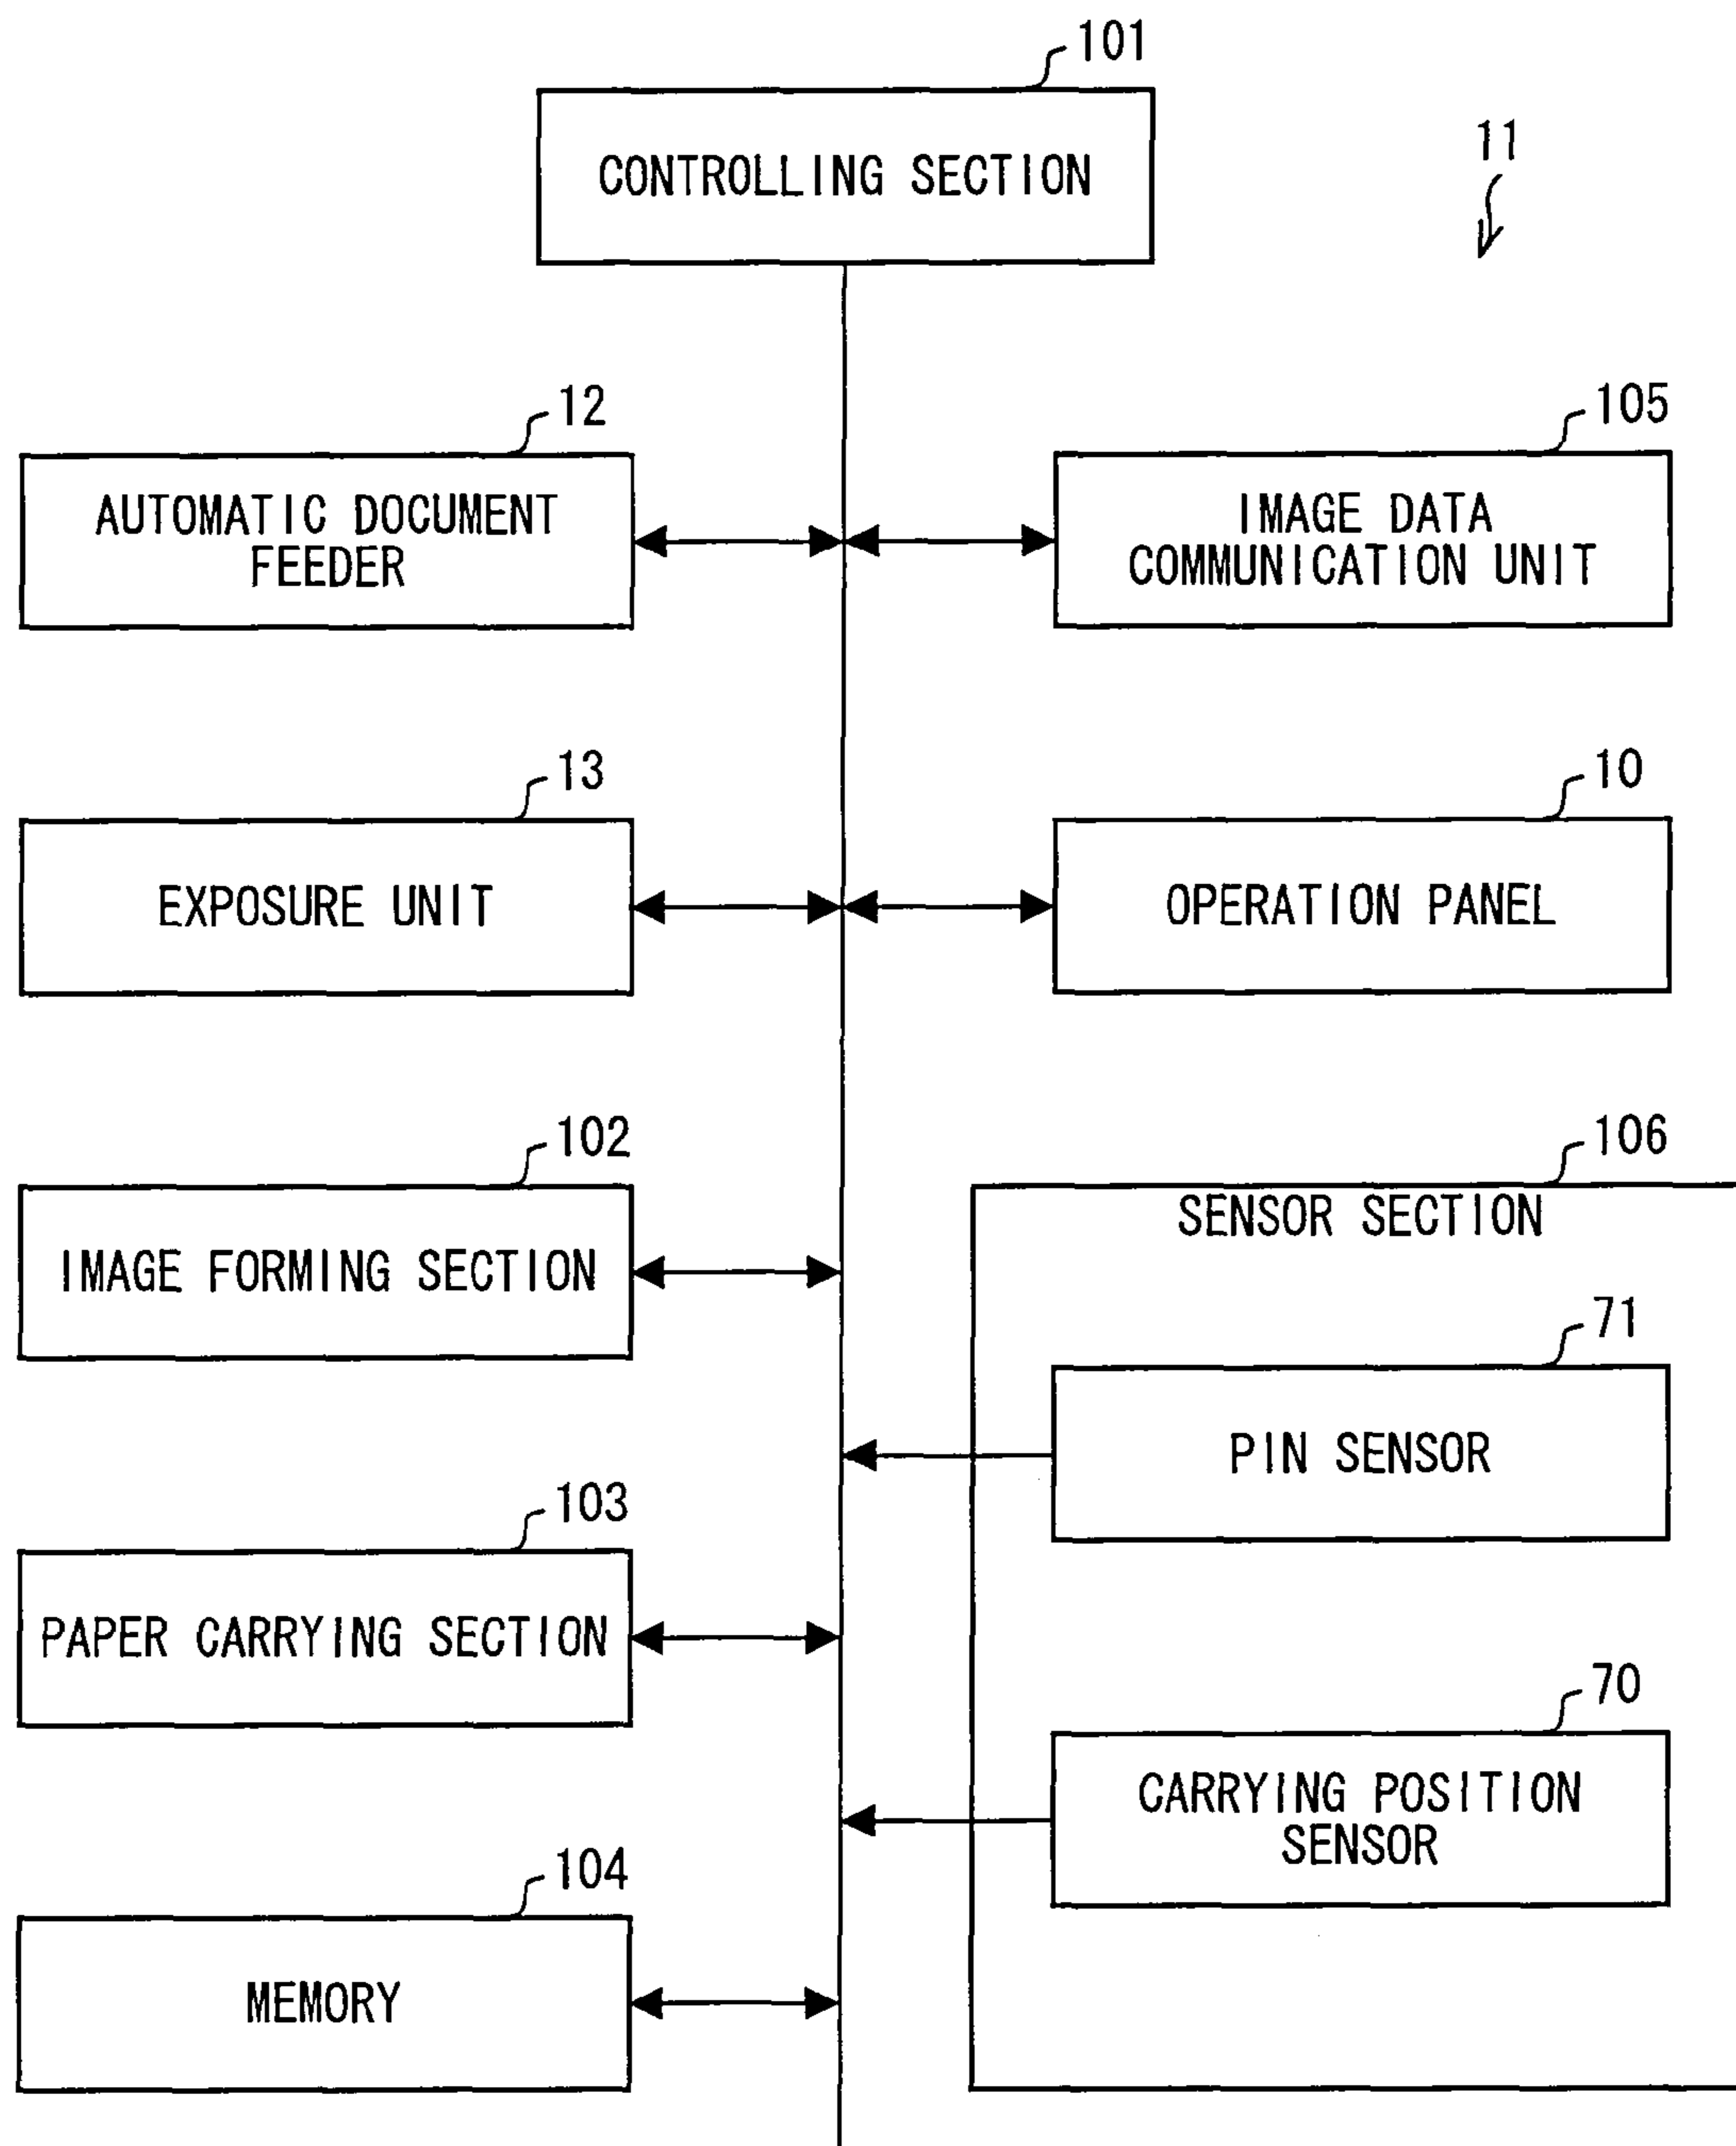 101
CONTROLLING SECTION
11
12
AUTOMATIC DOCUMENT
FEEDER
105
IMAGE DATA
COMMUNICATION UNIT
13
EXPOSURE UNIT
10
OPERATION PANEL
102
IMAGE FORMING SECTION
106
SENSOR SECTION
71
PIN SENSOR
103
PAPER CARRYING SECTION
70
CARRYING POSITION
SENSOR
104
MEMORY